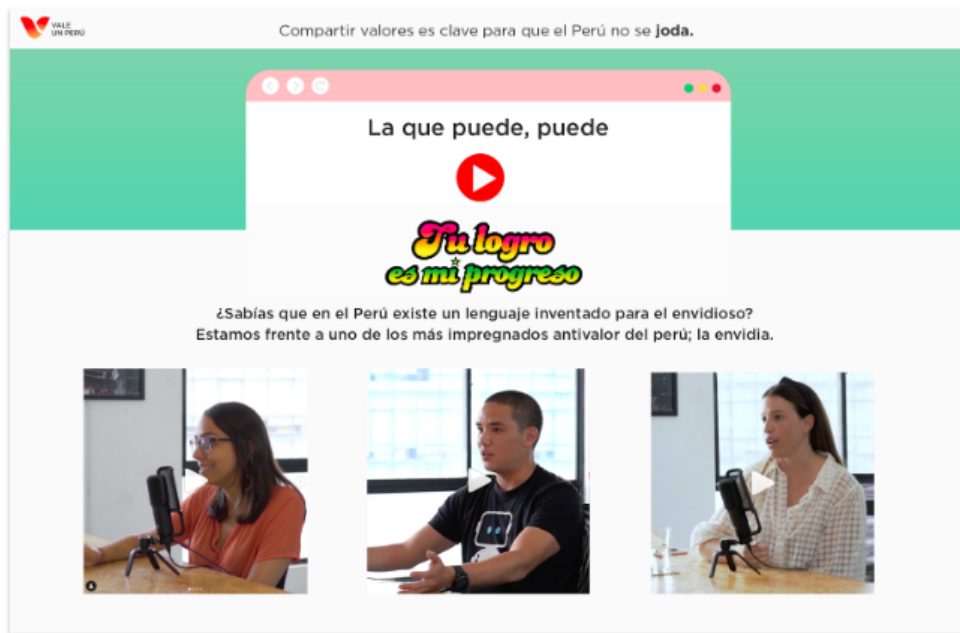 VALE
UN PERÚ
Compartir valores es clave para que el Perú no se joda.
La que puede, puede
Tu logro
es mi progreso
¿Sabías que en el Perú existe un lenguaje inventado para el envidioso?
Estamos frente a uno de los más impregnados antivalor del perú; la envidia.